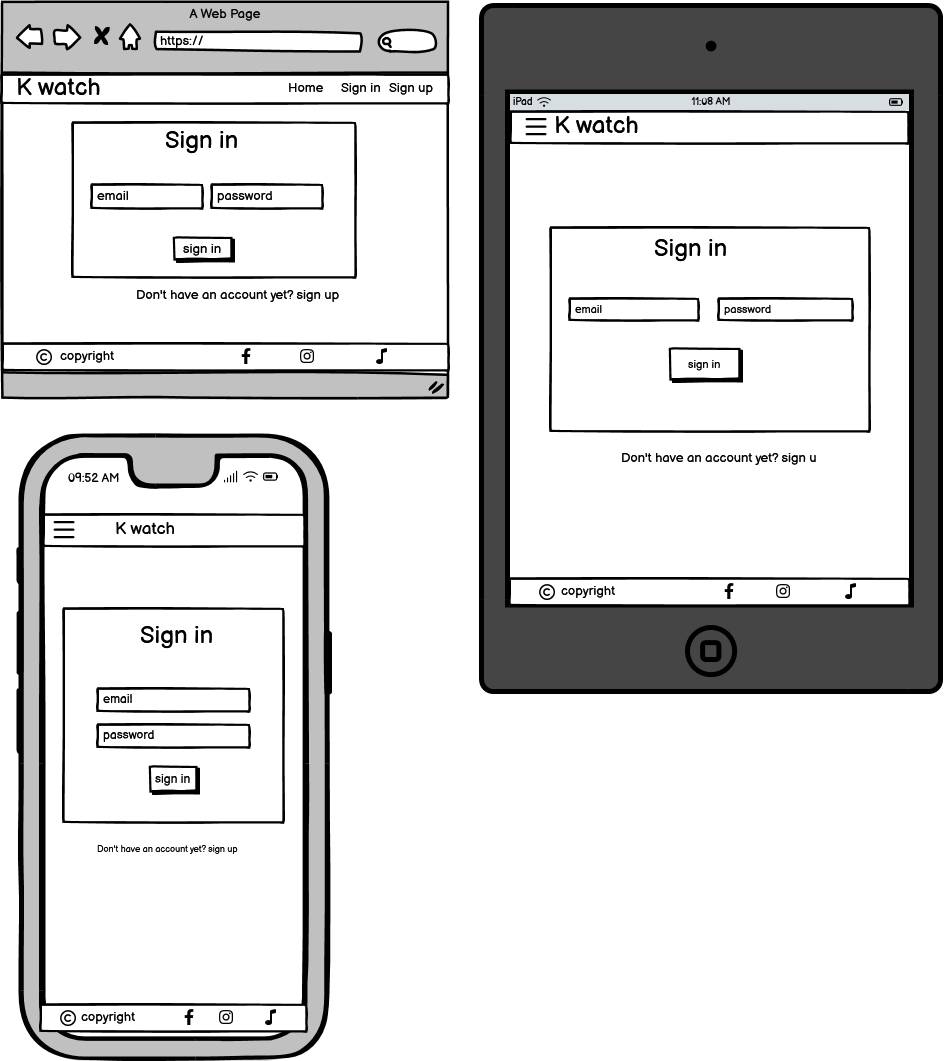 A Web Page
https://
K watch
Home Sign in Sign up
Sign in
email password
sign in
Don't have an account yet? sign up
© copyright
iPad 11:08 AM
K watch
Sign in
email password
sign in
Don't have an account yet? sign u
© copyright
09:52 AM
K watch
Sign in
email
password
sign in
Don't have an account yet? sign up
© copyright